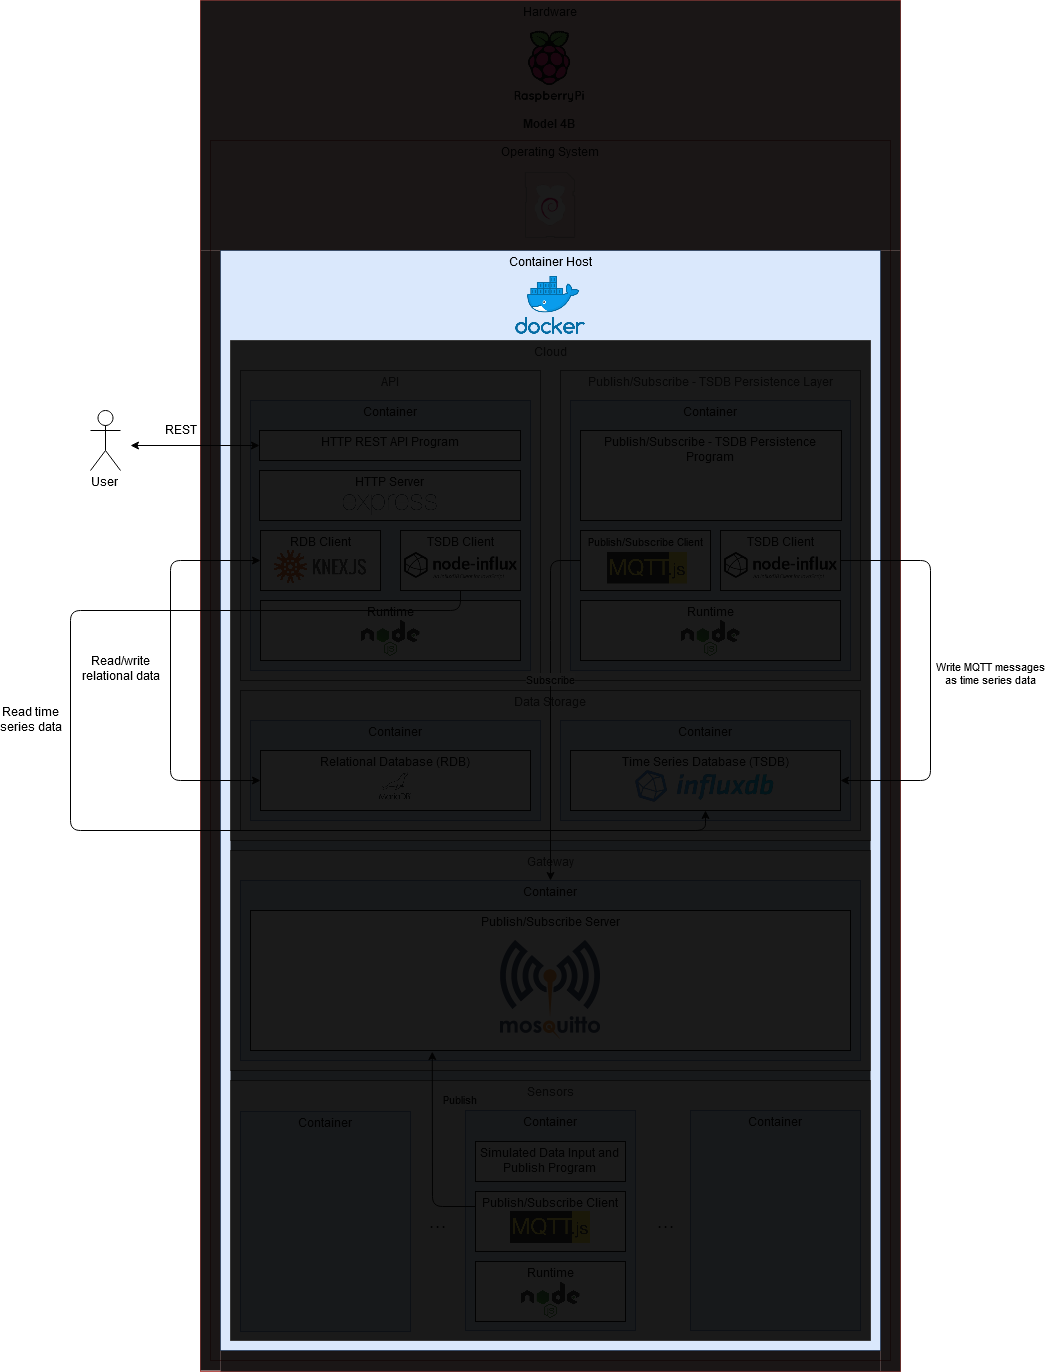 Hardware
RaspberryPi
Model 4B
Operating System
Container Host
docker
Cloud
API
Container
HTTP REST API Program
HTTP Server
express
RDB Client
KNEX.JS
TSDB Client
node-influx
Runtime
node
JS
Publish/Subscribe - TSDB Persistence Layer
Container
Publish/Subscribe - TSDB Persistence
Program
Publish/Subscribe Client
MQTT.js
TSDB Client
node-influx
Runtime
node
JS
REST
User
Read/write
relational data
Read time
series data
Write MQTT messages
as time series data
Subscribe
Data Storage
Container
Relational Database (RDB)
MariaDB
Container
Time Series Database (TSDB)
influxdb
Gateway
Container
Publish/Subscribe Server
mosquitto
Publish
Sensors
Container
...
Container
Simulated Data Input and
Publish Program
Publish/Subscribe Client
MQTT.js
Runtime
node
JS
...
Container